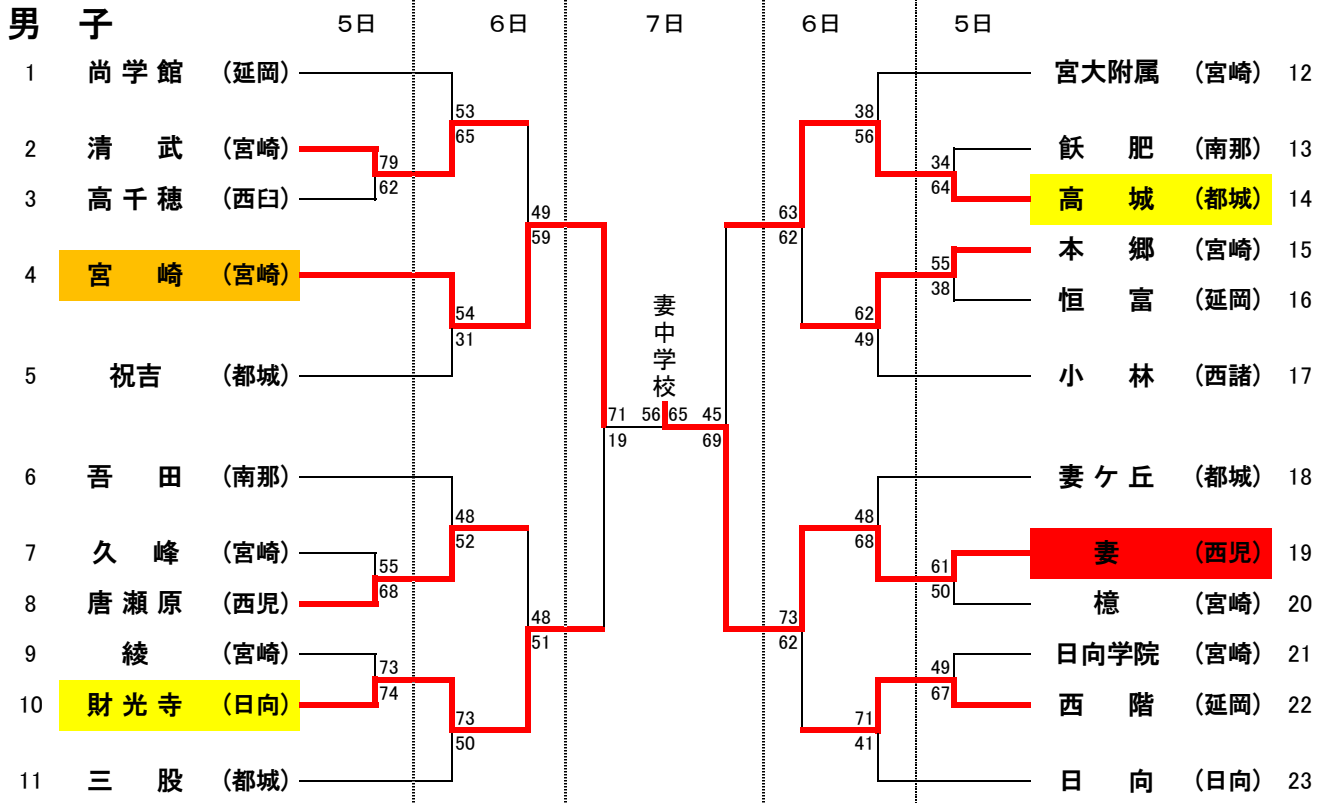 男 子
5日 6日 7日 6日 5日
1 尚学館 (延岡)
2 清 武 (宮崎)
3 高千穂 (西臼)
4 宮 崎 (宮崎)
5 祝吉 (都城)
6 吾 田 (南那)
7 久 峰 (宮崎)
8 唐瀬原 (西児)
9 綾 (宮崎)
10 財光寺 (日向)
11 三 股 (都城)
79
62
55
68
73
74
53
65
54
31
48
52
73
50
49
59
48
51
71
19
妻中学校
56 65
45
69
63
62
73
62
38
56
62
49
48
68
71
41
34
64
55
38
61
50
49
67
宮大附属 (宮崎) 12
飫 肥 (南那) 13
高 城 (都城) 14
本 郷 (宮崎) 15
恒 富 (延岡) 16
小 林 (西諸) 17
妻ケ丘 (都城) 18
妻 (西児) 19
檍 (宮崎) 20
日向学院 (宮崎) 21
西 階 (延岡) 22
日 向 (日向) 23